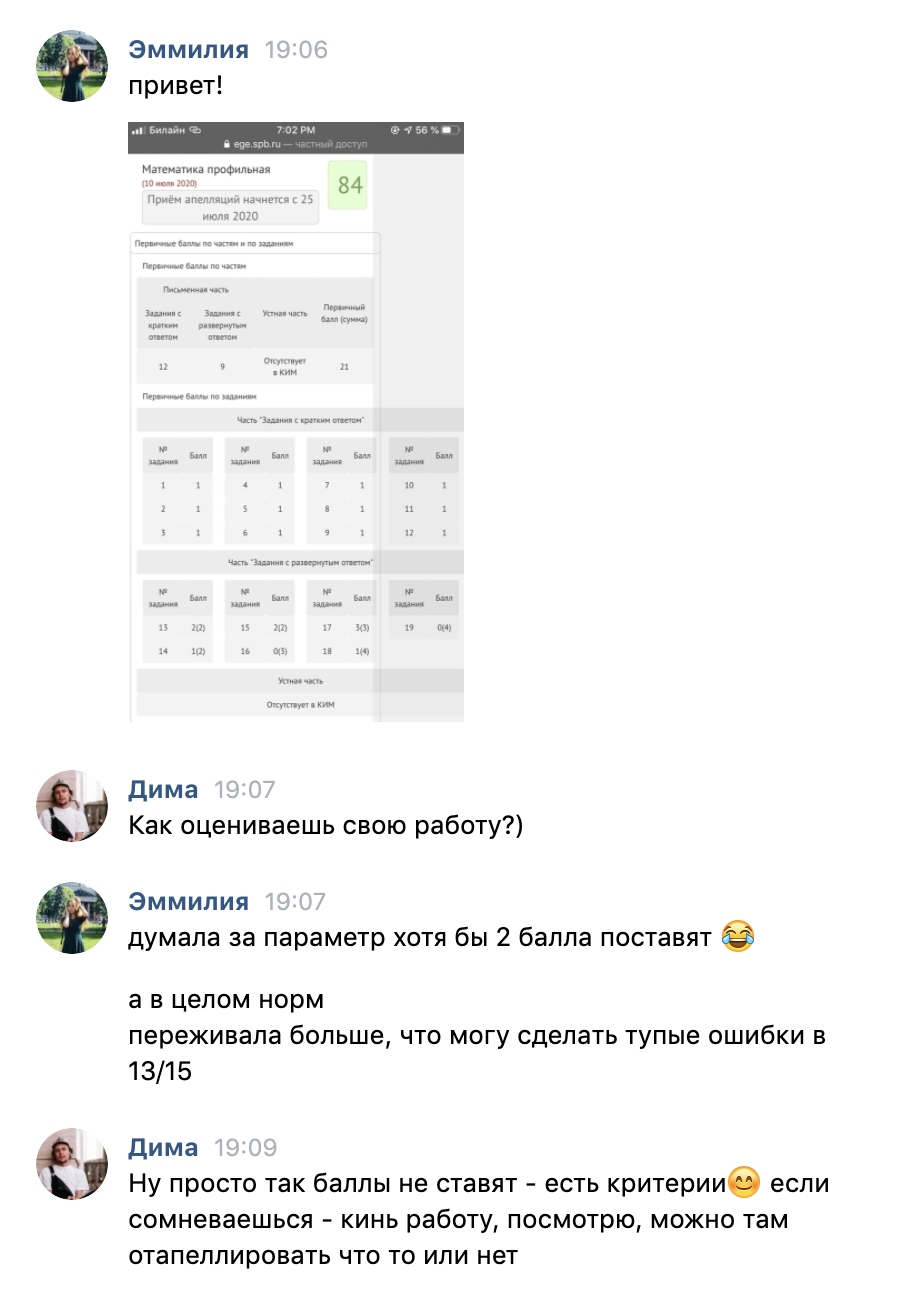 Эммилия 19:06
привет!
Билайн 7:02 PM 56 %
ege.spb.ru — частный доступ
Математика профильная
(10 июля 2020)
84
Приём апелляций начнется с 25
июля 2020
Первичные баллы по частям и по заданиям
Первичные баллы по частям
Письменная часть
Задания с кратким ответом
Задания с развернутым ответом
Устная часть
Первичный балл (сумма)
12 9 Отсутствует в КИМ 21
Первичные баллы по заданиям
Часть "Задания с кратким ответом"
№ задания Балл № задания Балл № задания Балл № задания Балл
1 1 4 1 7 1 10 1
2 1 5 1 8 1 11 1
3 1 6 1 9 1 12 1
Часть "Задания с развернутым ответом"
№ задания Балл № задания Балл № задания Балл № задания Балл
13 2(2) 15 2(2) 17 3(3) 19 0(4)
14 1(2) 16 0(3) 18 1(4)
Устная часть
Отсутствует в КИМ
Дима 19:07
Как оцениваешь свою работу?)
Эммилия 19:07
думала за параметр хотя бы 2 балла поставят 😂
а в целом норм
переживала больше, что могу сделать тупые ошибки в
13/15
Дима 19:09
Ну просто так баллы не ставят - есть критерии😊 если
сомневаешься - кинь работу, посмотрю, можно там
отапеллировать что то или нет